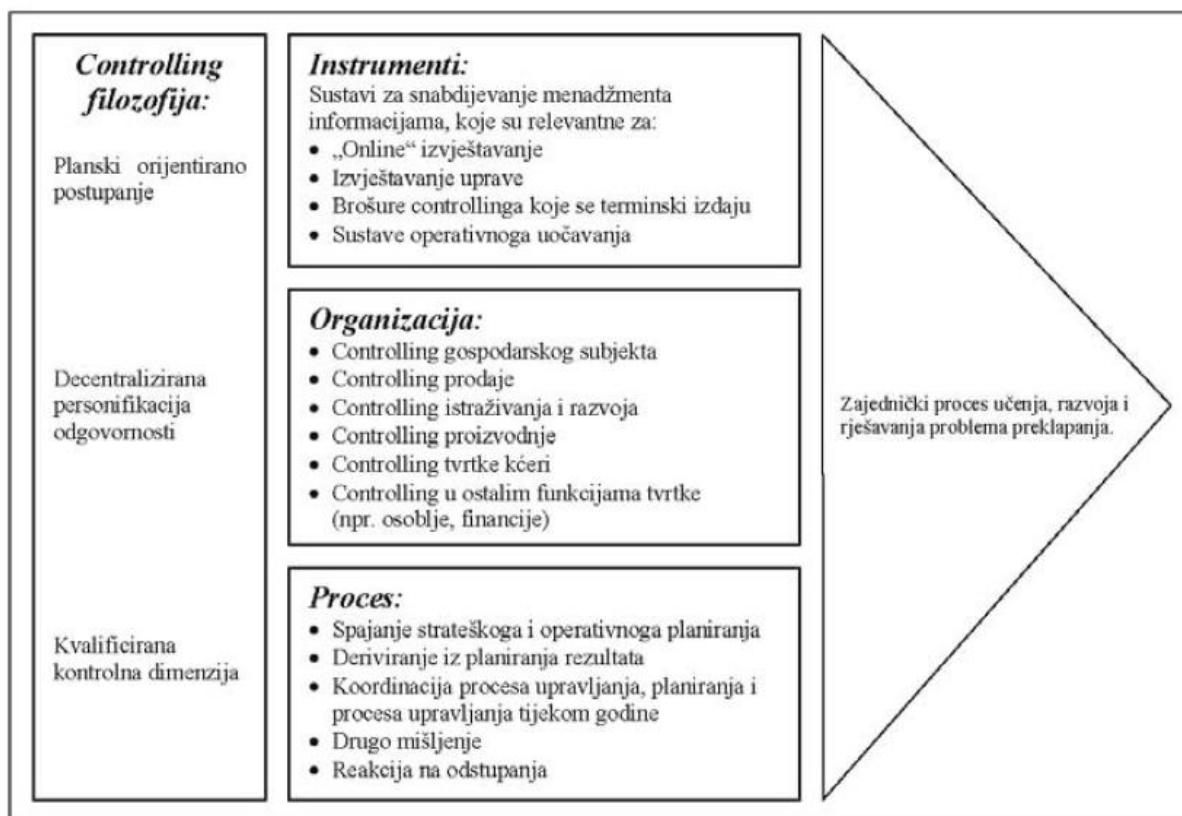 Controlling
filozofija:
Planski orijentirano
postupanje
Decentralizirana
personifikacija
odgovornosti
Kvalificirana
kontrolna dimenzija
Instrumenti:
Sustavi za snabdijevanje menadžmenta
informacijama, koje su relevantne za:
• „Online“ izvještavanje
• Izvještavanje uprave
• Brošure controllinga koje se terminski izdaju
• Sustave operativnoga uočavanja
Organizacija:
• Controlling gospodarskog subjekta
• Controlling prodaje
• Controlling istraživanja i razvoja
• Controlling proizvodnje
• Controlling tvrtke kćeri
• Controlling u ostalim funkcijama tvrtke
(npr. osoblje, financije)
Proces:
• Spajanje strateškoga i operativnoga planiranja
• Deriviranje iz planiranja rezultata
• Koordinacija procesa upravljanja, planiranja i
procesa upravljanja tijekom godine
• Drugo mišljenje
• Reakcija na odstupanja
Zajednički proces učenja, razvoja i
rješavanja problema preklapanja.